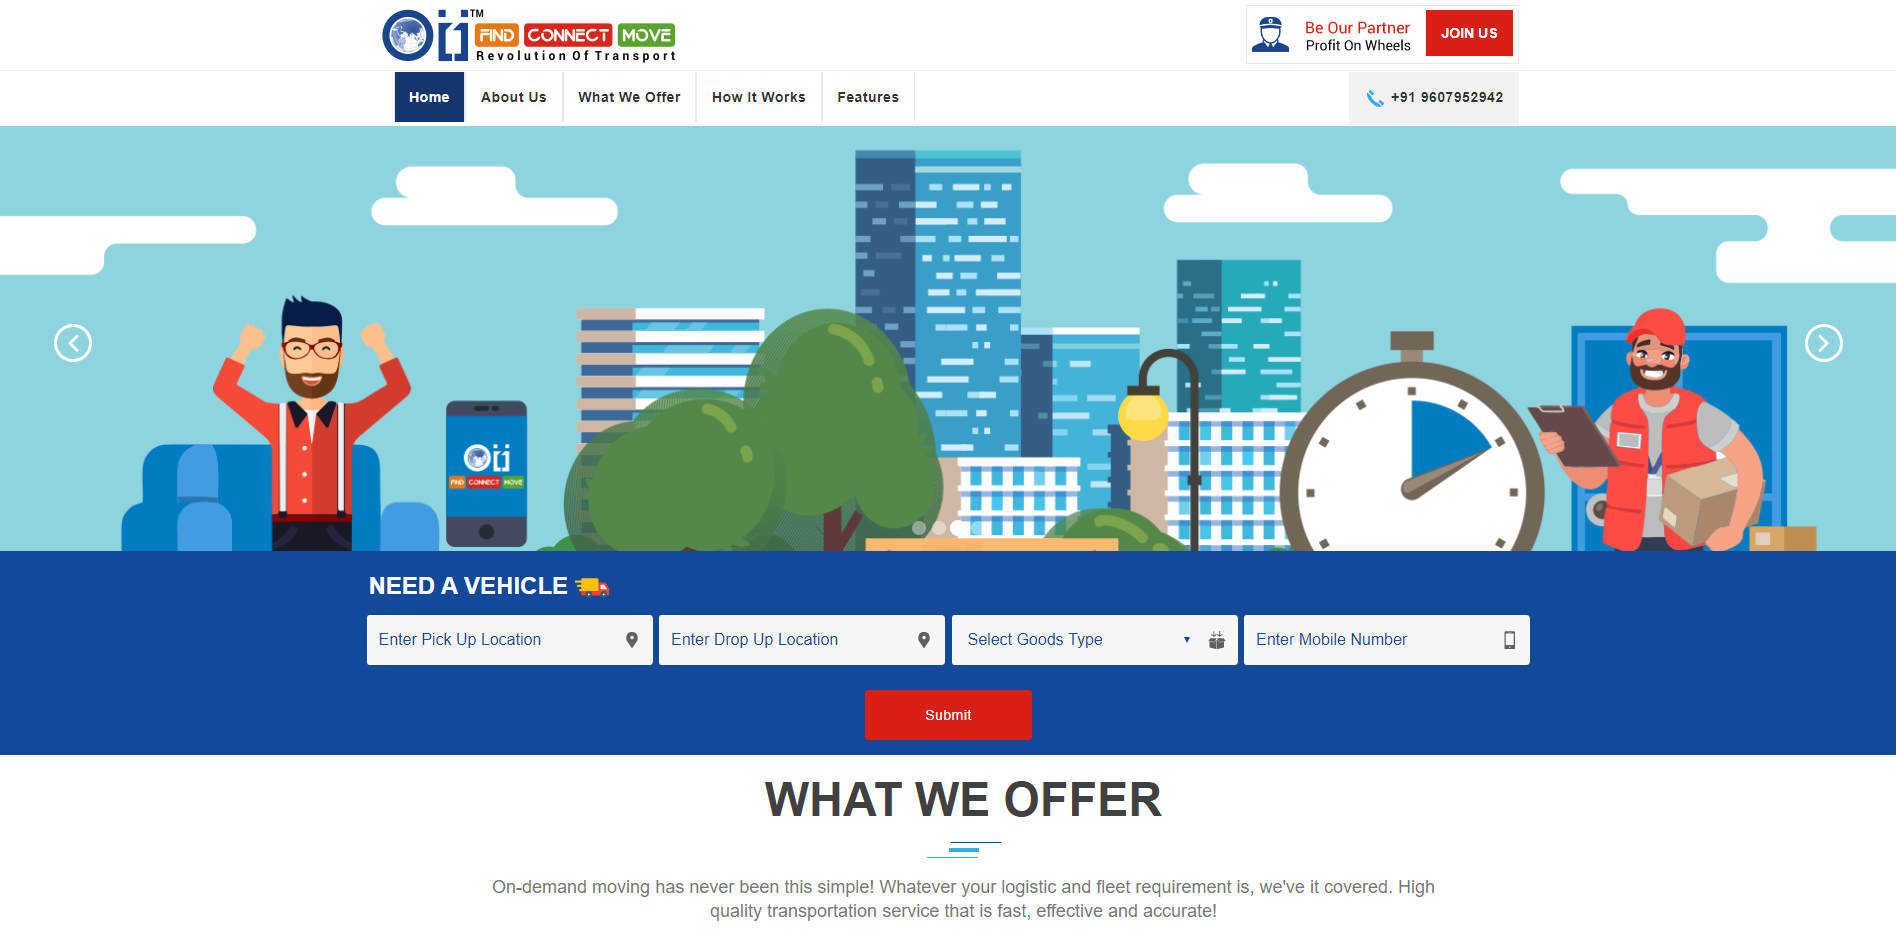 Oi1 TM
FIND CONNECT MOVE
Revolution Of Transport
Be Our Partner
Profit On Wheels
JOIN US
Home
About Us
What We Offer
How It Works
Features
+91 9607952942
Oi1
FIND CONNECT MOVE
NEED A VEHICLE
Enter Pick Up Location
Enter Drop Up Location
Select Goods Type
Enter Mobile Number
Submit
WHAT WE OFFER
On-demand moving has never been this simple! Whatever your logistic and fleet requirement is, we've it covered. High
quality transportation service that is fast, effective and accurate!